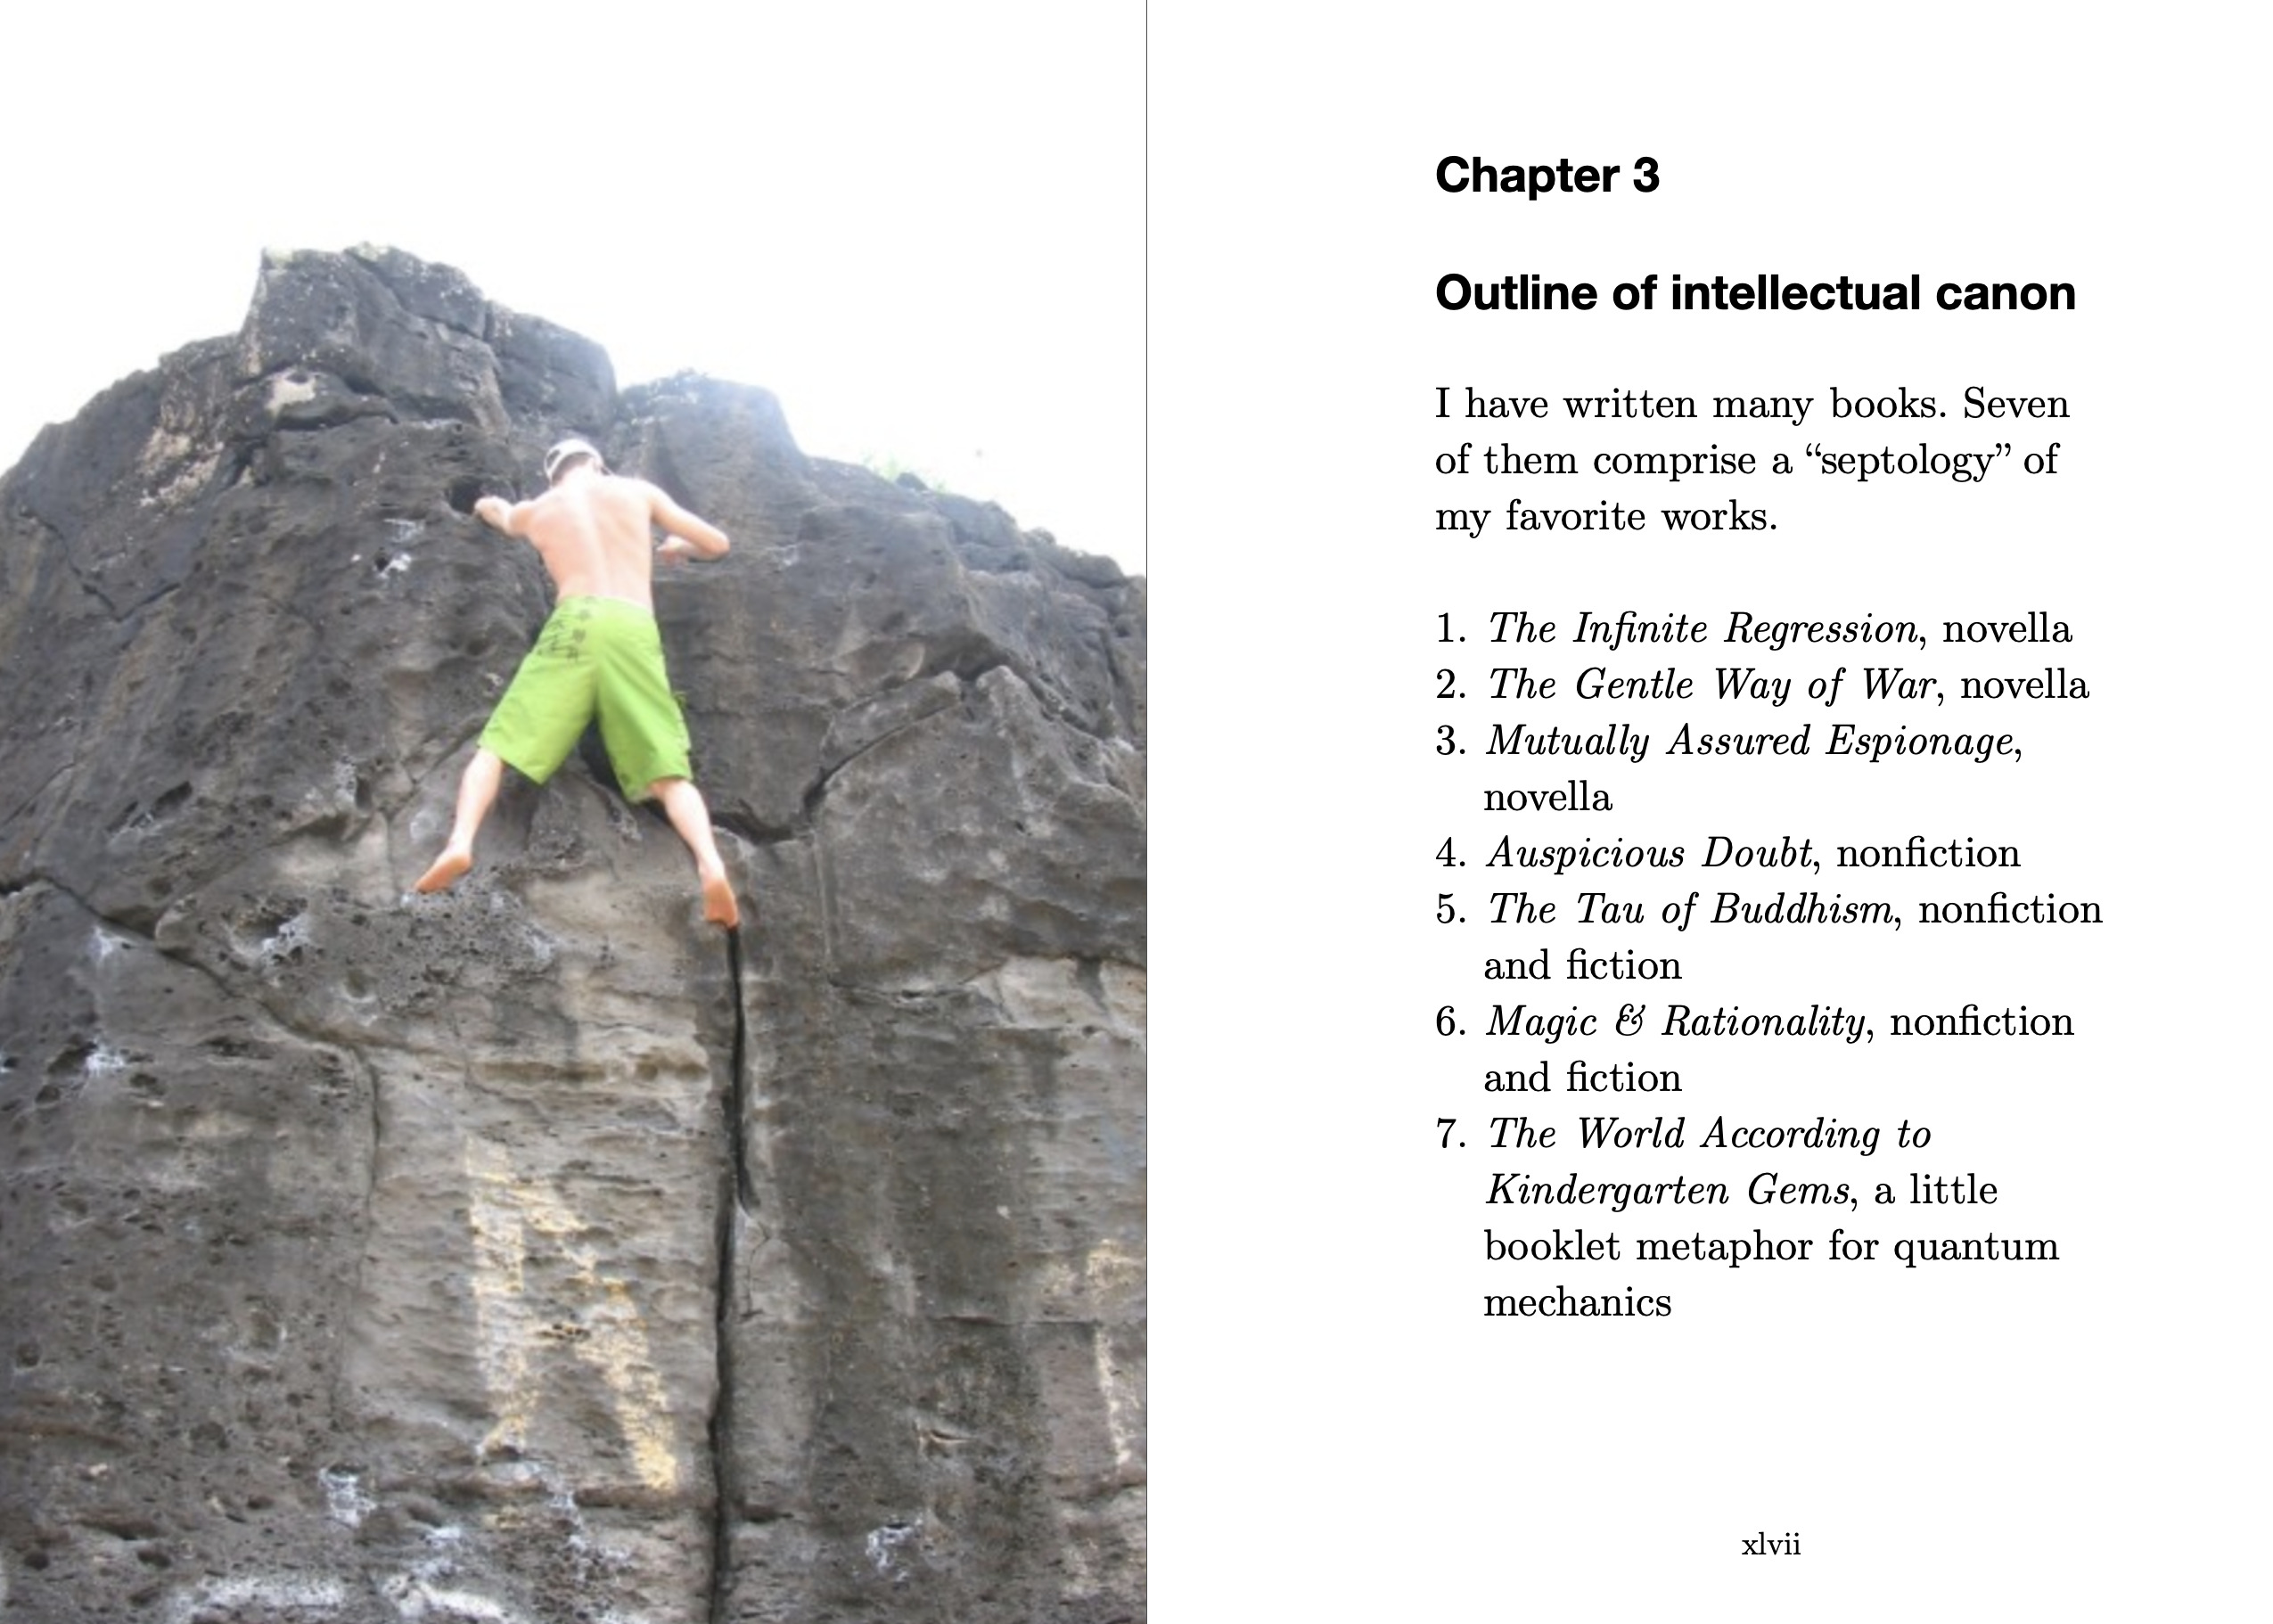 Chapter 3
Outline of intellectual canon
I have written many books. Seven
of them comprise a “septology” of
my favorite works.
1. The Infinite Regression, novella
2. The Gentle Way of War, novella
3. Mutually Assured Espionage,
novella
4. Auspicious Doubt, nonfiction
5. The Tau of Buddhism, nonfiction
and fiction
6. Magic & Rationality, nonfiction
and fiction
7. The World According to
Kindergarten Gems, a little
booklet metaphor for quantum
mechanics
xlvii